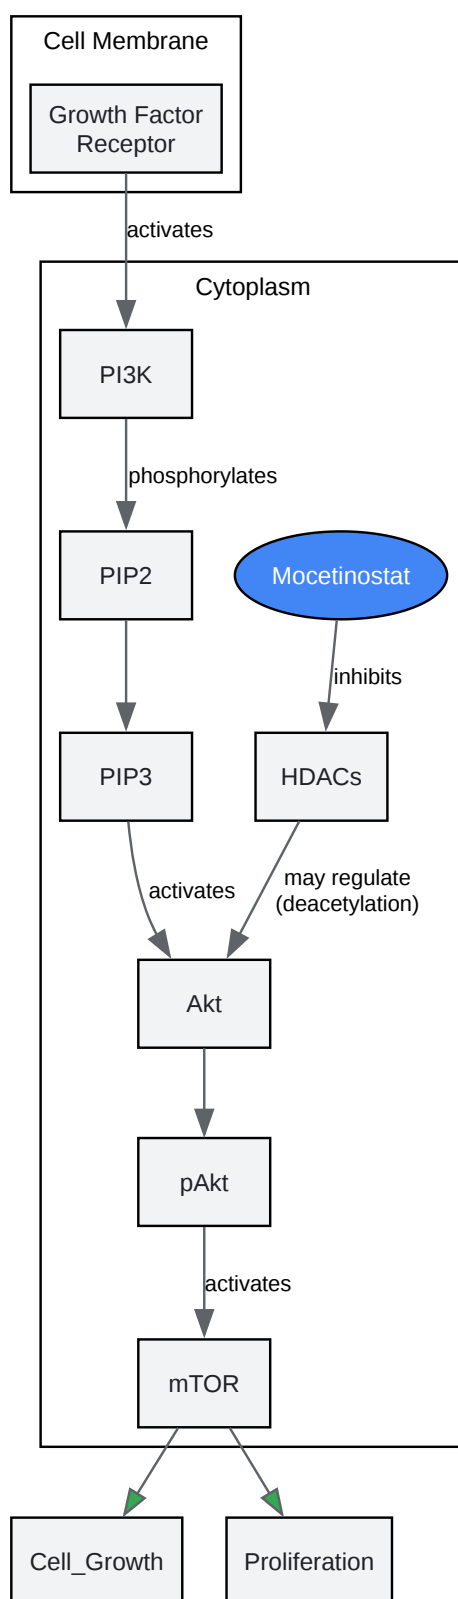 Cell Membrane
Growth Factor
Receptor
activates
Cytoplasm
PI3K
phosphorylates
PIP2
Mocetinostat
inhibits
PIP3
HDACs
activates
may regulate
(deacetylation)
Akt
pAkt
activates
mTOR
Cell_Growth
Proliferation